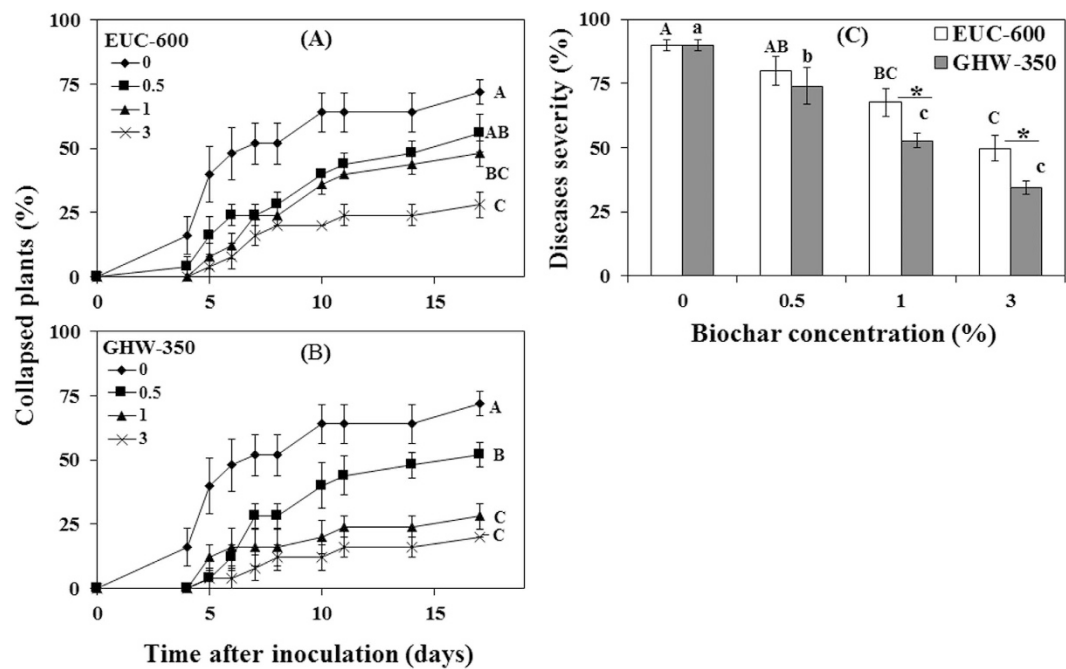 Collapsed plants (%)
100
75
50
25
0
(A)
EUC-600
0
0.5
1
3
A
AB
BC
C
0
5
10
15
100
75
50
25
0
(B)
GHW-350
0
0.5
1
3
A
B
C
C
0
5
10
15
Time after inoculation (days)
Diseases severity (%)
100
75
50
25
0
(C)
EUC-600
GHW-350
A
a
AB
b
BC
*
c
C
*
c
0
0.5
1
3
Biochar concentration (%)